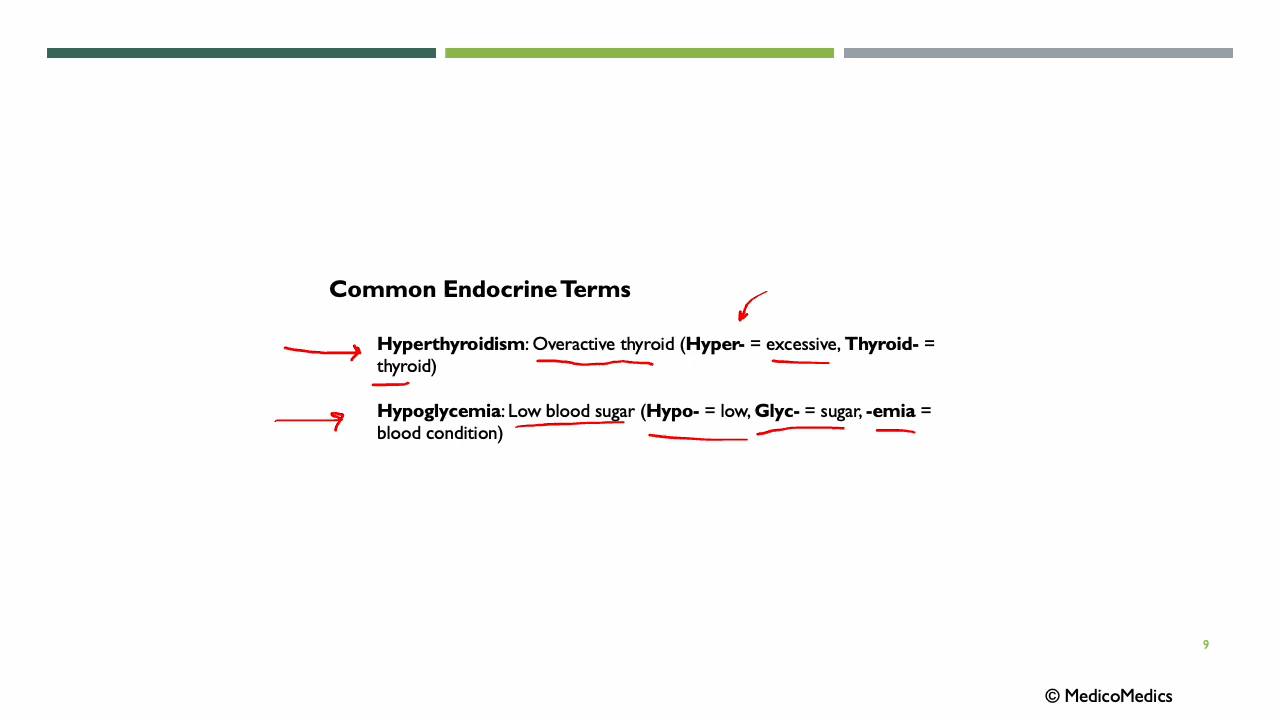 Common Endocrine Terms
Hyperthyroidism: Overactive thyroid (Hyper- = excessive, Thyroid- =
thyroid)
Hypoglycemia: Low blood sugar (Hypo- = low, Glyc- = sugar, -emia =
blood condition)
9
© MedicoMedics